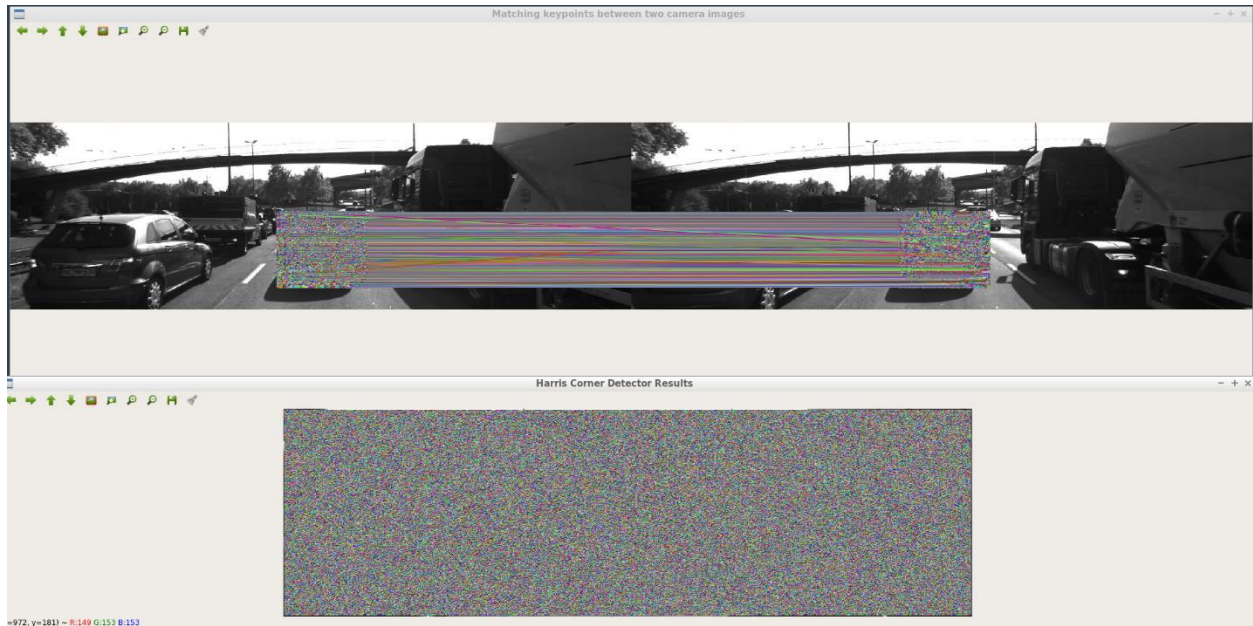 Matching keypoints between two camera images
Harris Corner Detector Results
=972, y=181) ~ R:149 G:153 B:153